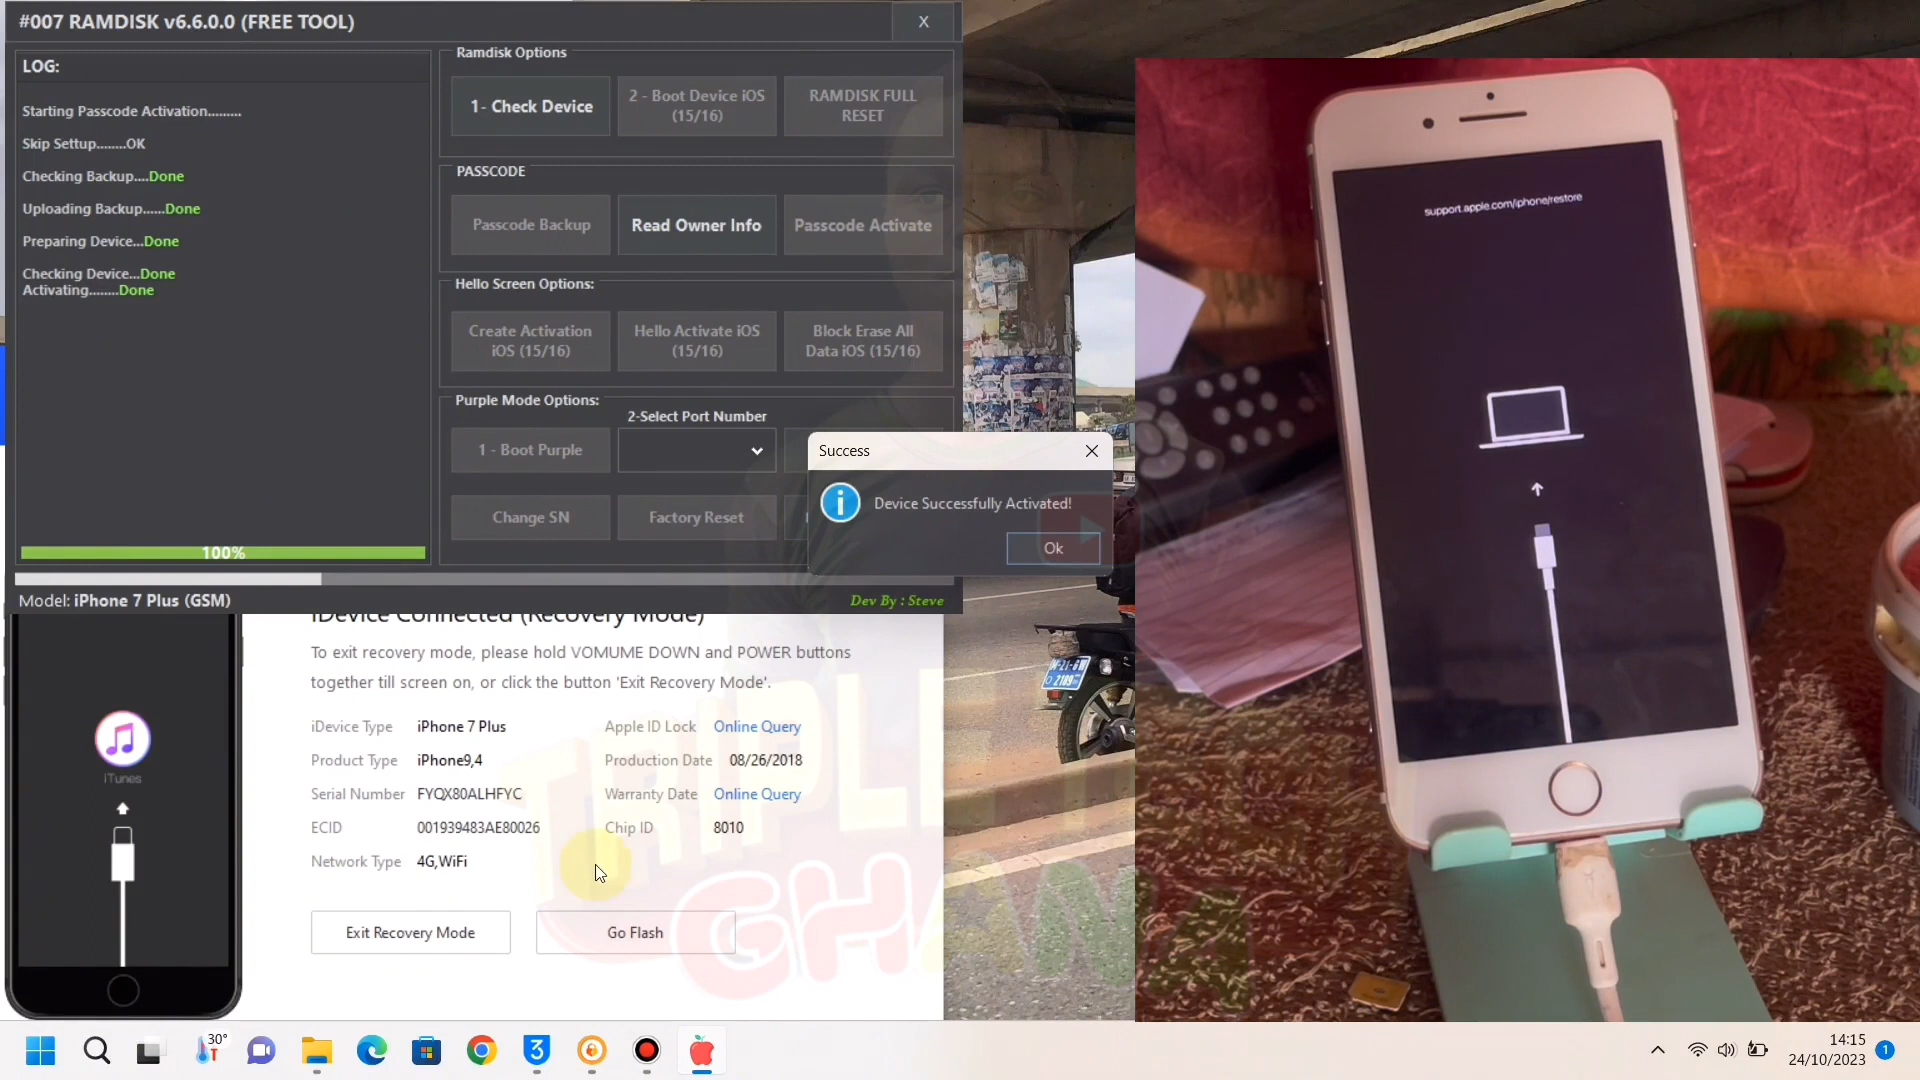 #007 RAMDISK v6.6.0.0 (FREE TOOL)
X
LOG:
Starting Passcode Activation.........
Skip Settup........OK
Checking Backup....Done
Uploading Backup......Done
Preparing Device...Done
Checking Device...Done
Activating........Done
100%
Ramdisk Options
1- Check Device
2 - Boot Device iOS
(15/16)
RAMDISK FULL
RESET
PASSCODE
Passcode Backup
Read Owner Info
Passcode Activate
Hello Screen Options:
Create Activation
iOS (15/16)
Hello Activate iOS
(15/16)
Block Erase All
Data iOS (15/16)
Purple Mode Options:
2-Select Port Number
1 - Boot Purple
Change SN
Factory Reset
Success
Device Successfully Activated!
Ok
Model: iPhone 7 Plus (GSM)
Dev By : Steve
iDevice Connected (Recovery Mode)
To exit recovery mode, please hold VOMUME DOWN and POWER buttons
together till screen on, or click the button 'Exit Recovery Mode'.
iDevice Type iPhone 7 Plus Apple ID Lock Online Query
Product Type iPhone9,4 Production Date 08/26/2018
Serial Number FYQX80ALHFYC Warranty Date Online Query
ECID 001939483AE80026 Chip ID 8010
Network Type 4G,WiFi
Exit Recovery Mode
Go Flash
iTunes
GHANA
support.apple.com/iphone/restore
30°
14:15
24/10/2023
1